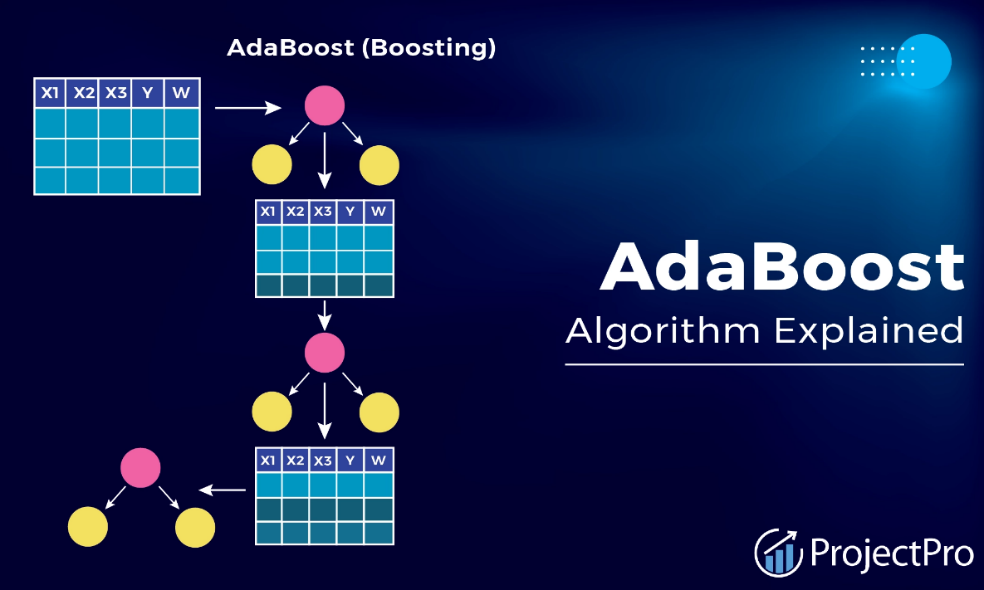 AdaBoost (Boosting)
X1 X2 X3 Y W
X1 X2 X3 Y W
X1 X2 X3 Y W
AdaBoost
Algorithm Explained
ProjectPro